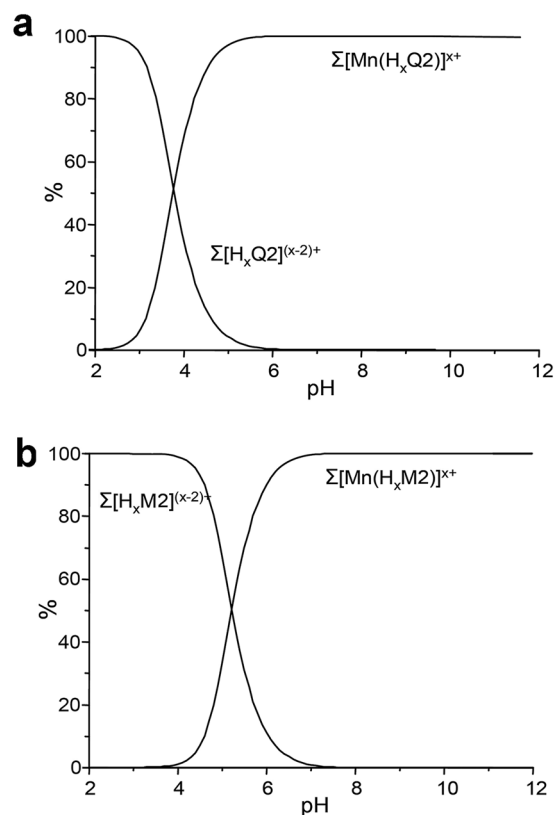 a
100
80
60
40
20
0
%
Σ[Mn(HₓQ2)]ˣ⁺
Σ[HₓQ2]⁽ˣ⁻²⁾⁺
2 4 6 8 10 12
pH
b
100
80
60
40
20
0
%
Σ[HₓM2]⁽ˣ⁻²⁾⁺
Σ[Mn(HₓM2)]ˣ⁺
2 4 6 8 10 12
pH